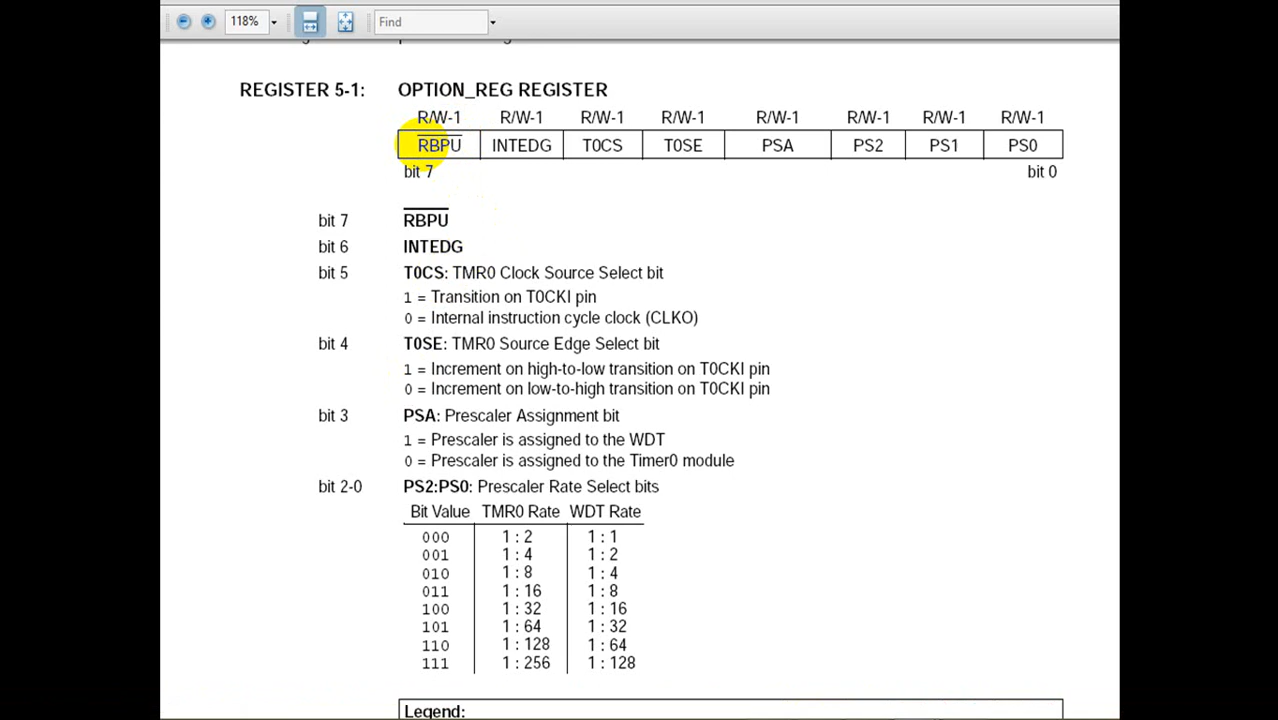 118%
Find
REGISTER 5-1: OPTION_REG REGISTER
R/W-1 R/W-1 R/W-1 R/W-1 R/W-1 R/W-1 R/W-1 R/W-1
RBPU INTEDG T0CS T0SE PSA PS2 PS1 PS0
bit 7 bit 0
bit 7 RBPU
bit 6 INTEDG
bit 5 T0CS: TMR0 Clock Source Select bit
1 = Transition on T0CKI pin
0 = Internal instruction cycle clock (CLKO)
bit 4 T0SE: TMR0 Source Edge Select bit
1 = Increment on high-to-low transition on T0CKI pin
0 = Increment on low-to-high transition on T0CKI pin
bit 3 PSA: Prescaler Assignment bit
1 = Prescaler is assigned to the WDT
0 = Prescaler is assigned to the Timer0 module
bit 2-0 PS2:PS0: Prescaler Rate Select bits
Bit Value TMR0 Rate WDT Rate
000 1 : 2 1 : 1
001 1 : 4 1 : 2
010 1 : 8 1 : 4
011 1 : 16 1 : 8
100 1 : 32 1 : 16
101 1 : 64 1 : 32
110 1 : 128 1 : 64
111 1 : 256 1 : 128
Legend: